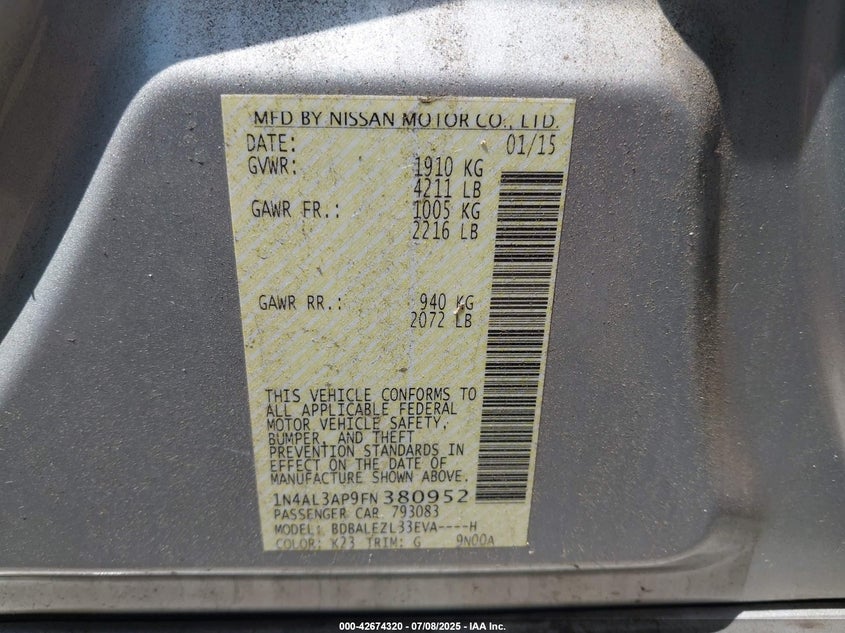 MFD BY NISSAN MOTOR CO., LTD.
DATE: 01/15
GVWR: 1910 KG
4211 LB
GAWR FR.: 1005 KG
2216 LB
GAWR RR.: 940 KG
2072 LB
THIS VEHICLE CONFORMS TO
ALL APPLICABLE FEDERAL
MOTOR VEHICLE SAFETY,
BUMPER, AND THEFT
PREVENTION STANDARDS IN
EFFECT ON THE DATE OF
MANUFACTURE SHOWN ABOVE.
1N4AL3AP9FN380952
PASSENGER CAR 793083
MODEL: BDBALEZL33EVA----H
COLOR: K23 TRIM: G 9N00A
000-42674320 - 07/08/2025 - IAA Inc.